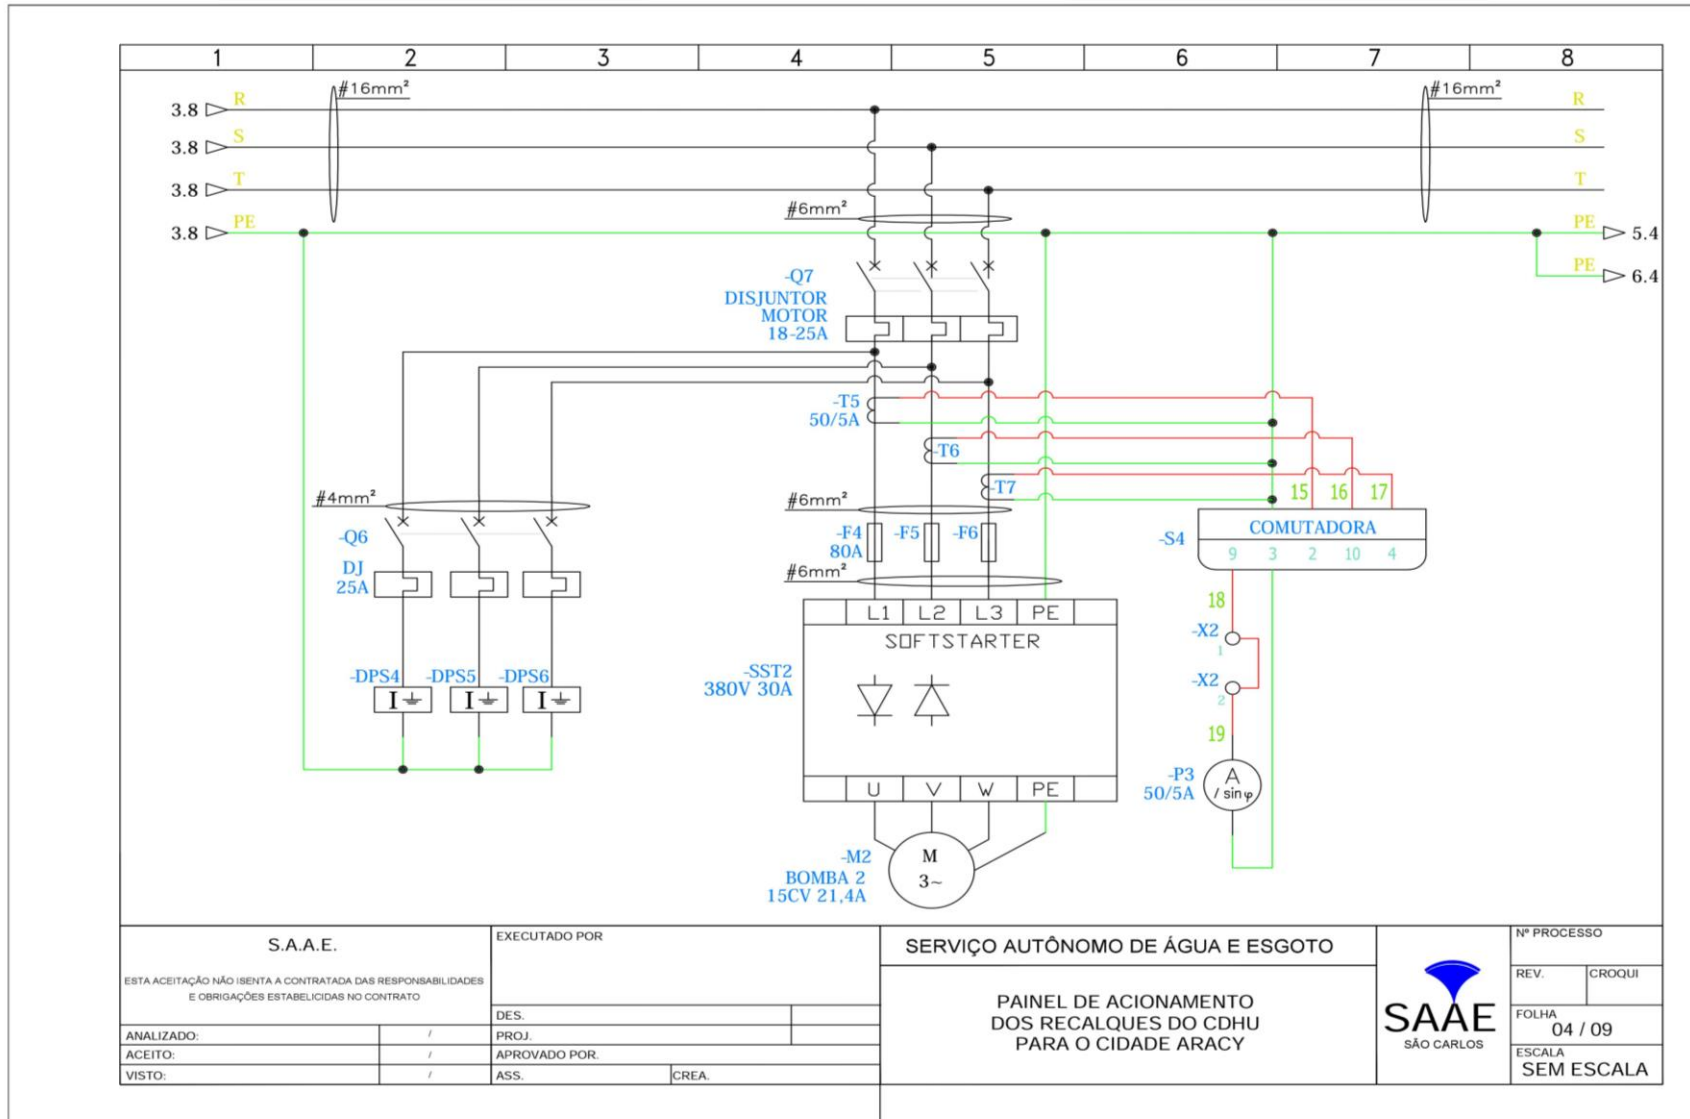 1 2 3 4 5 6 7 8
#16mm² #16mm²
3.8 R R
3.8 S S
3.8 T T
#6mm²
3.8 PE PE 5.4
PE 6.4
-Q7
DISJUNTOR
MOTOR
18-25A
-T5
50/5A
-T6
-T7
#4mm²
#6mm²
15 16 17
-Q6
DJ
25A
-F4 -F5 -F6
80A
-S4 COMUTADORA
9 3 2 10 4
#6mm²
L1 L2 L3 PE
SOFTSTARTER
18
-X2
1
-X2
2
19
-DPS4 -DPS5 -DPS6
I I I
-SST2
380V 30A
-P3
50/5A
A
/ sin φ
U V W PE
-M2
BOMBA 2
15CV 21,4A
M
3~
S.A.A.E.
ESTA ACEITAÇÃO NÃO ISENTA A CONTRATADA DAS RESPONSABILIDADES
E OBRIGAÇÕES ESTABELICIDAS NO CONTRATO
ANALIZADO: /
ACEITO: /
VISTO: /
EXECUTADO POR
DES.
PROJ.
APROVADO POR.
ASS. CREA.
SERVIÇO AUTÔNOMO DE ÁGUA E ESGOTO
PAINEL DE ACIONAMENTO
DOS RECALQUES DO CDHU
PARA O CIDADE ARACY
SAAE
SÃO CARLOS
Nº PROCESSO
REV. CROQUI
FOLHA
04 / 09
ESCALA
SEM ESCALA